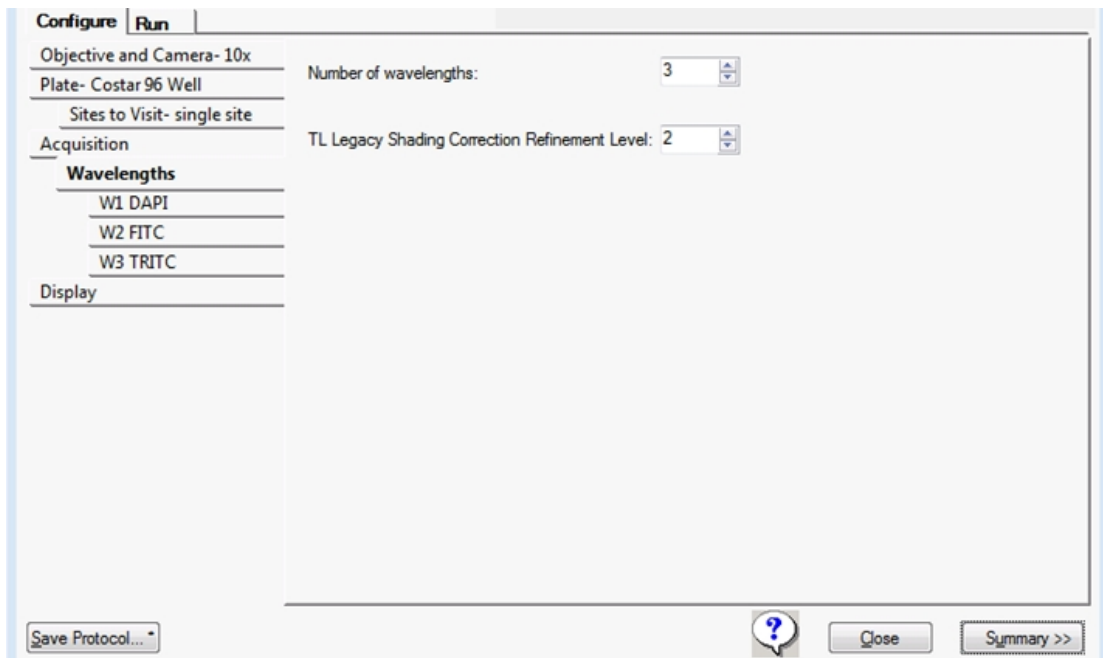 Configure Run
Objective and Camera- 10x
Plate- Costar 96 Well
Sites to Visit- single site
Acquisition
Wavelengths
W1 DAPI
W2 FITC
W3 TRITC
Display
Number of wavelengths: 3
TL Legacy Shading Correction Refinement Level: 2
Save Protocol... *
?
Close
Summary >>